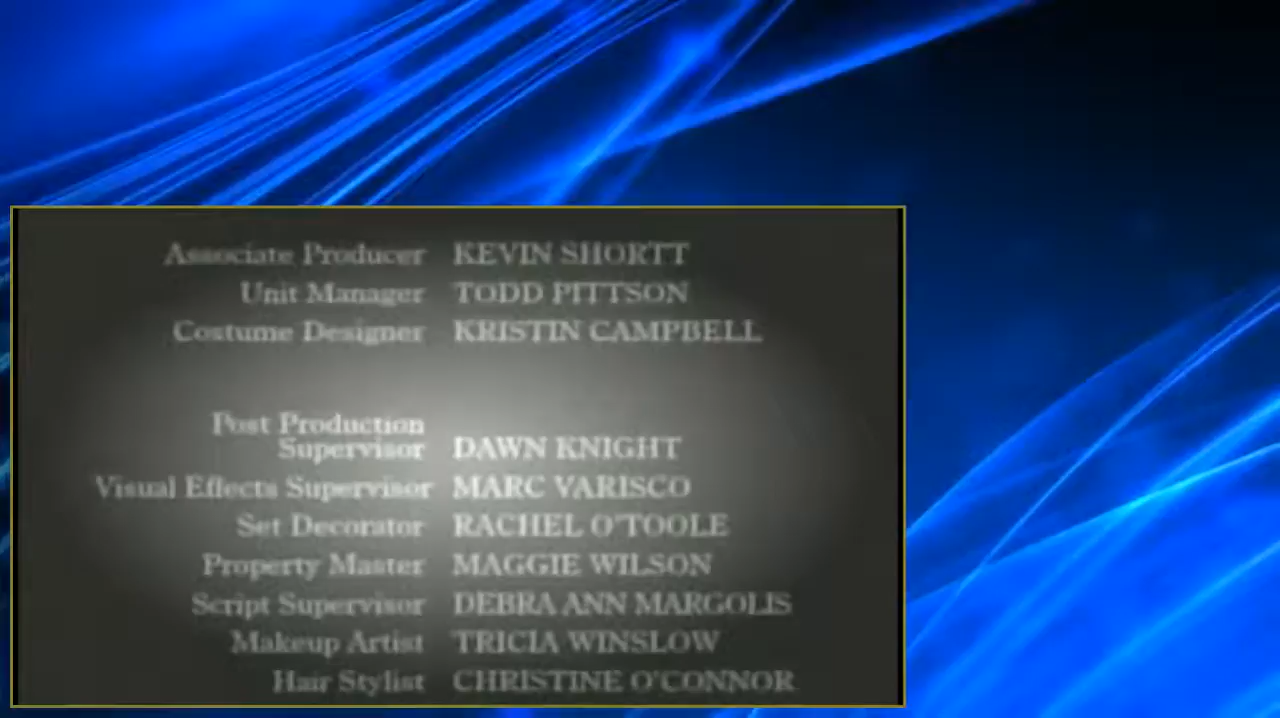 Associate Producer KEVIN SHORTT
Unit Manager TODD PITTSON
Costume Designer KRISTIN CAMPBELL
Post Production
Supervisor DAWN KNIGHT
Visual Effects Supervisor MARC VARISCO
Set Decorator RACHEL O'TOOLE
Property Master MAGGIE WILSON
Script Supervisor DEBRA ANN MARGOLIS
Makeup Artist TRICIA WINSLOW
Hair Stylist CHRISTINE O'CONNOR